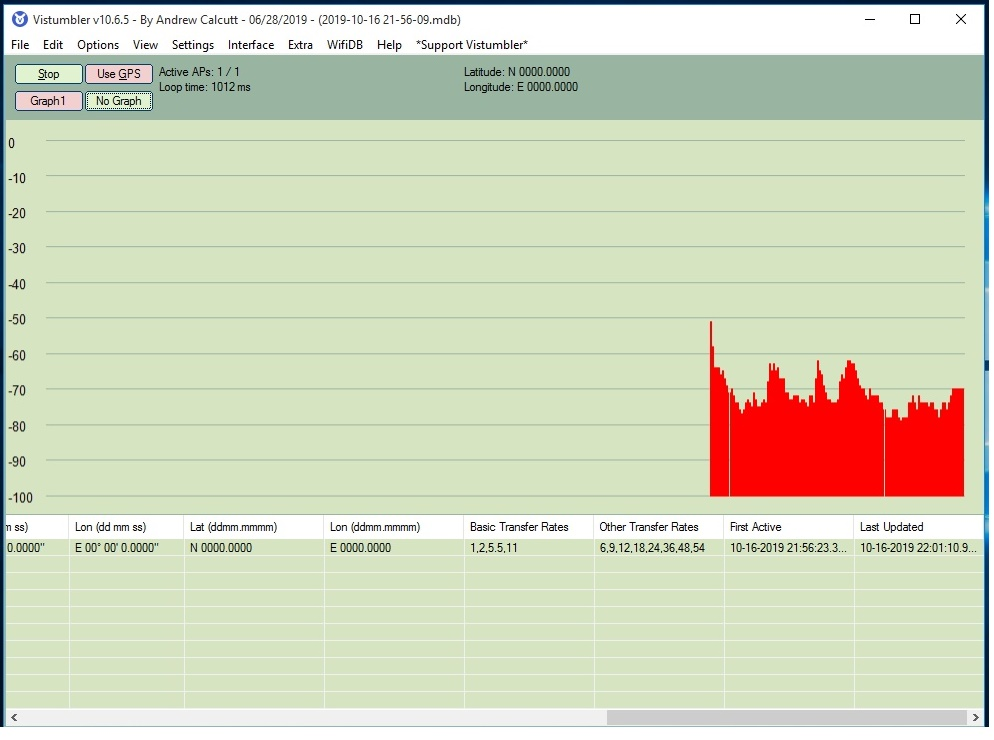 Vistumbler v10.6.5 - By Andrew Calcutt - 06/28/2019 - (2019-10-16 21-56-09.mdb)
File Edit Options View Settings Interface Extra WifiDB Help *Support Vistumbler*
Stop Use GPS Active APs: 1 / 1 Latitude: N 0000.0000
Loop time: 1012 ms Longitude: E 0000.0000
Graph1 No Graph
0
-10
-20
-30
-40
-50
-60
-70
-80
-90
-100
m ss) Lon (dd mm ss) Lat (ddmm.mmmm) Lon (ddmm.mmmm) Basic Transfer Rates Other Transfer Rates First Active Last Updated
0.0000" E 00° 00' 0.0000" N 0000.0000 E 0000.0000 1,2,5.5,11 6,9,12,18,24,36,48,54 10-16-2019 21:56:23.3... 10-16-2019 22:01:10.9...